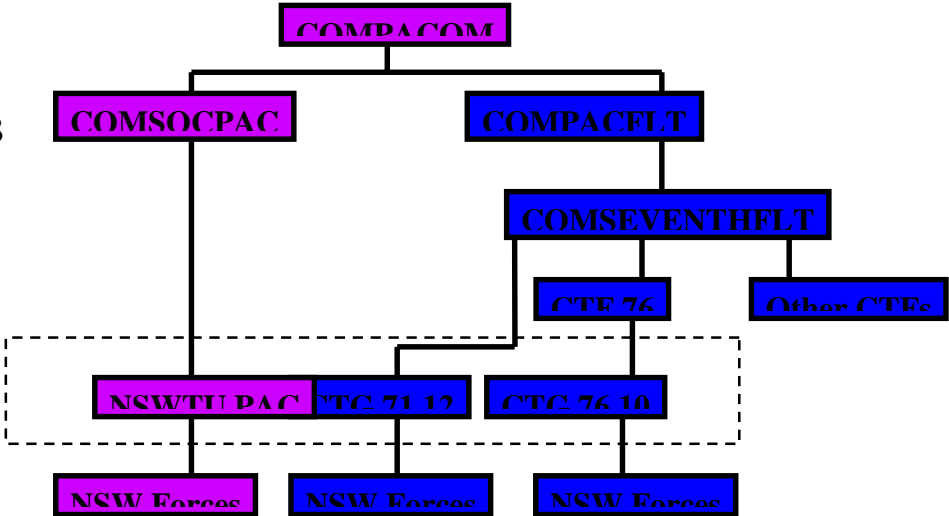 COMPACOM
COMSOCPAC
COMPACFLT
COMSEVENTHFLT
CTF 76
Other CTFs
NSWTU PAC
CTG 71.12
CTG 76.10
NSW Forces
NSW Forces
NSW Forces